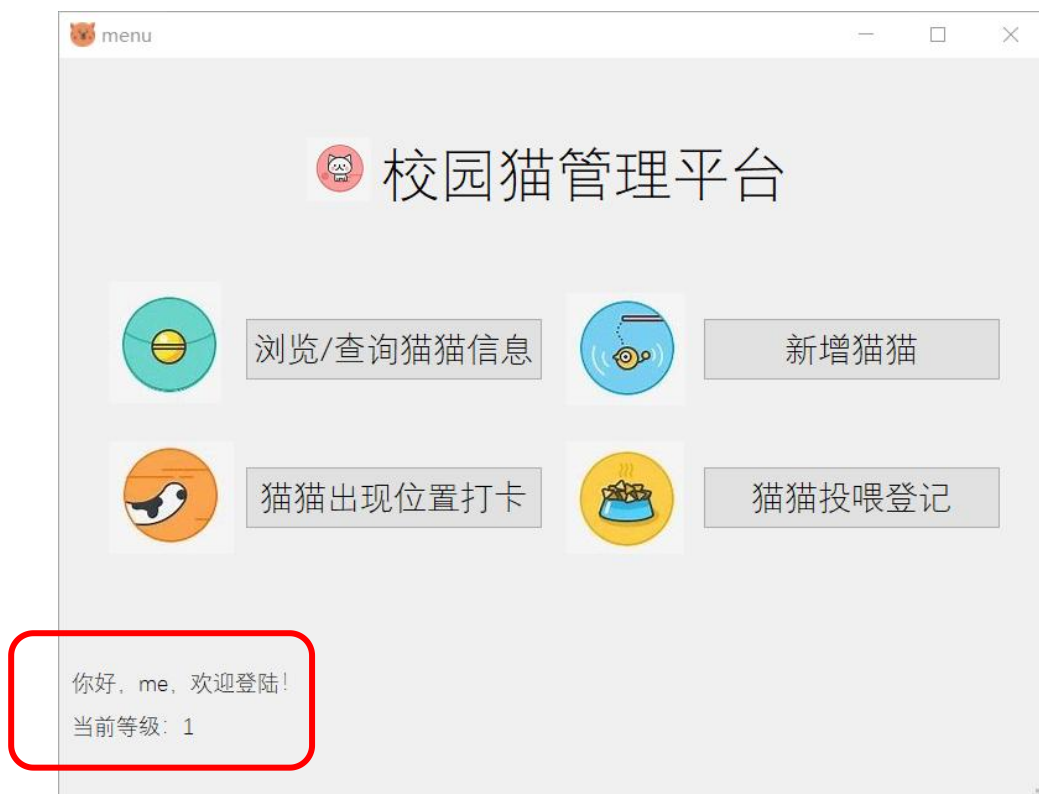 menu
校园猫管理平台
浏览/查询猫猫信息
新增猫猫
猫猫出现位置打卡
猫猫投喂登记
你好，me，欢迎登陆！
当前等级：1